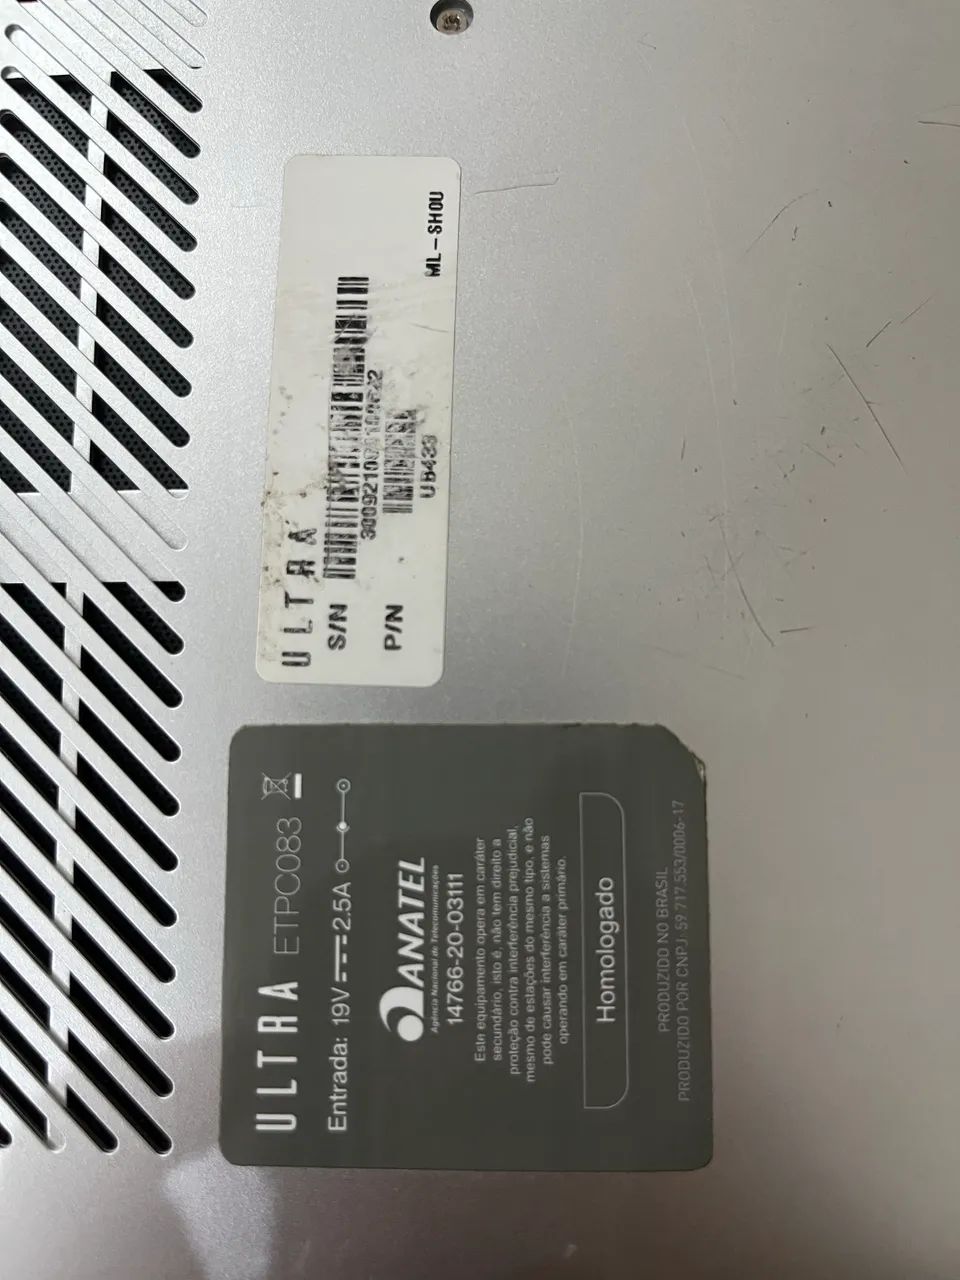 ULTRA
S/N
P/N
UB433
ML-SH0U
ULTRA ETPC083
Entrada: 19V 2.5A
ANATEL
Agência Nacional de Telecomunicações
14766-20-03111
Este equipamento opera em caráter
secundário, isto é, não tem direito a
proteção contra interferência prejudicial,
mesmo de estações do mesmo tipo, e não
pode causar interferência a sistemas
operando em caráter primário.
Homologado
PRODUZIDO NO BRASIL
PRODUZIDO POR CNPJ: 59.717.553/0006-17